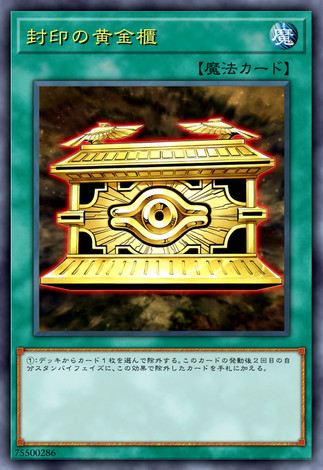 封印の黄金櫃
魔
【魔法カード】
①:デッキからカード1枚を選んで除外する。このカードの発動後2回目の自
分スタンバイフェイズに、この効果で除外したカードを手札に加える。
75500286